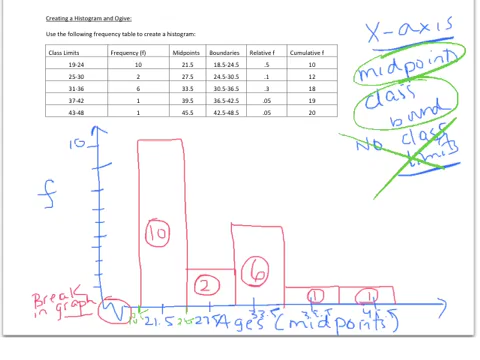 Creating a Histogram and Ogive:
Use the following frequency table to create a histogram:
Class Limits Frequency (f) Midpoints Boundaries Relative f Cumulative f
19-24 10 21.5 18.5-24.5 .5 10
25-30 2 27.5 24.5-30.5 .1 12
31-36 6 33.5 30.5-36.5 .3 18
37-42 1 39.5 36.5-42.5 .05 19
43-48 1 45.5 42.5-48.5 .05 20
X-axis
midpoint
class
bound
No class
limits
10
f
10
2
6
1
1
Break
in graph
21.5 27.5 33.5
Ages (midpoints)